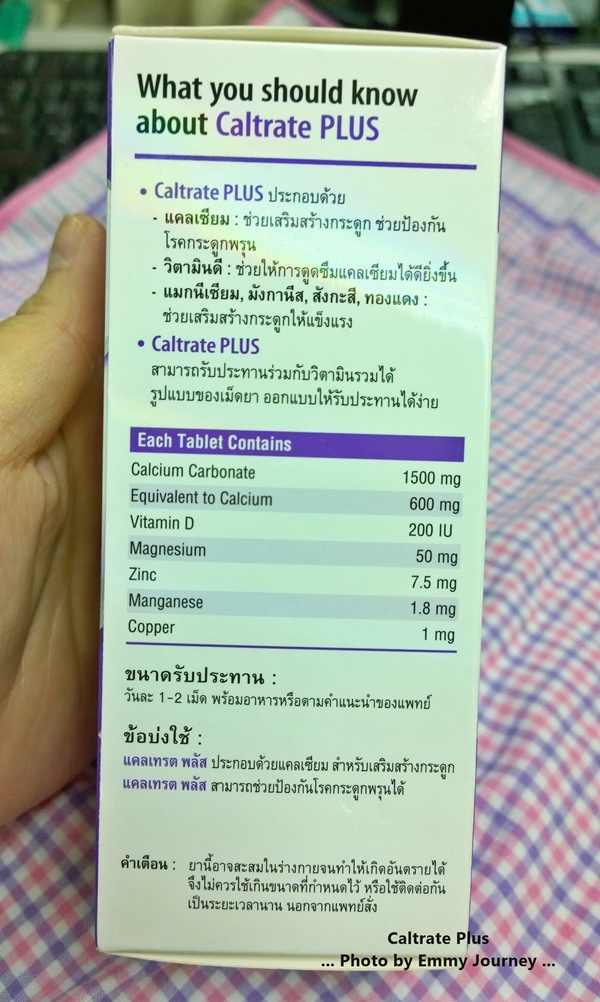 What you should know
about Caltrate PLUS
• Caltrate PLUS ประกอบด้วย
- แคลเซียม : ช่วยเสริมสร้างกระดูก ช่วยป้องกัน
โรคกระดูกพรุน
- วิตามินดี : ช่วยให้การดูดซึมแคลเซียมได้ดียิ่งขึ้น
- แมกนีเซียม, มังกานีส, สังกะสี, ทองแดง :
ช่วยเสริมสร้างกระดูกให้แข็งแรง
• Caltrate PLUS
สามารถรับประทานร่วมกับวิตามินรวมได้
รูปแบบของเม็ดยา ออกแบบให้รับประทานได้ง่าย
Each Tablet Contains
Calcium Carbonate 1500 mg
Equivalent to Calcium 600 mg
Vitamin D 200 IU
Magnesium 50 mg
Zinc 7.5 mg
Manganese 1.8 mg
Copper 1 mg
ขนาดรับประทาน :
วันละ 1-2 เม็ด พร้อมอาหารหรือตามคำแนะนำของแพทย์
ข้อบ่งใช้ :
แคลเทรต พลัส ประกอบด้วยแคลเซียม สำหรับเสริมสร้างกระดูก
แคลเทรต พลัส สามารถช่วยป้องกันโรคกระดูกพรุนได้
คำเตือน : ยานี้อาจสะสมในร่างกายจนทำให้เกิดอันตรายได้
จึงไม่ควรใช้เกินขนาดที่กำหนดไว้ หรือใช้ติดต่อกัน
เป็นระยะเวลานาน นอกจากแพทย์สั่ง
Caltrate Plus
... Photo by Emmy Journey ...